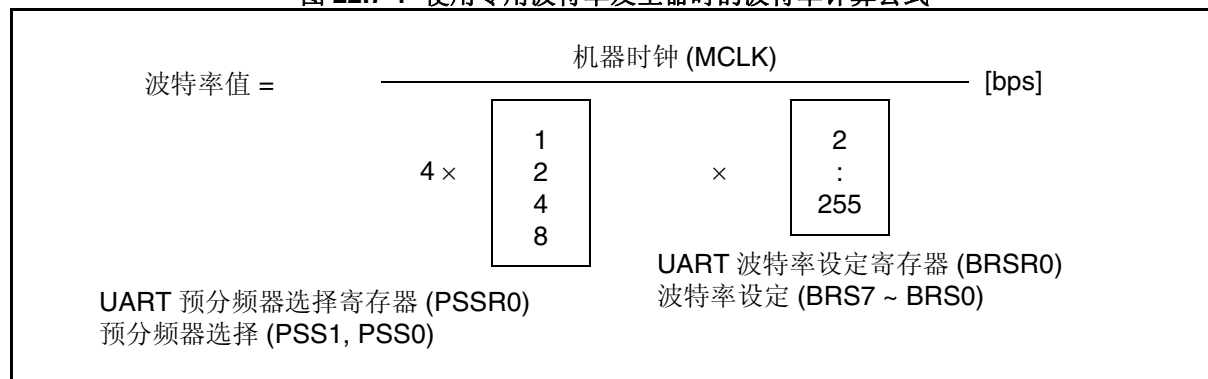 机器时钟 (MCLK)
波特率值 =
[bps]
4 ×
1
2
4
8
×
2
:
255
UART 波特率设定寄存器 (BRSR0)
波特率设定 (BRS7 ~ BRS0)
UART 预分频器选择寄存器 (PSSR0)
预分频器选择 (PSS1, PSS0)